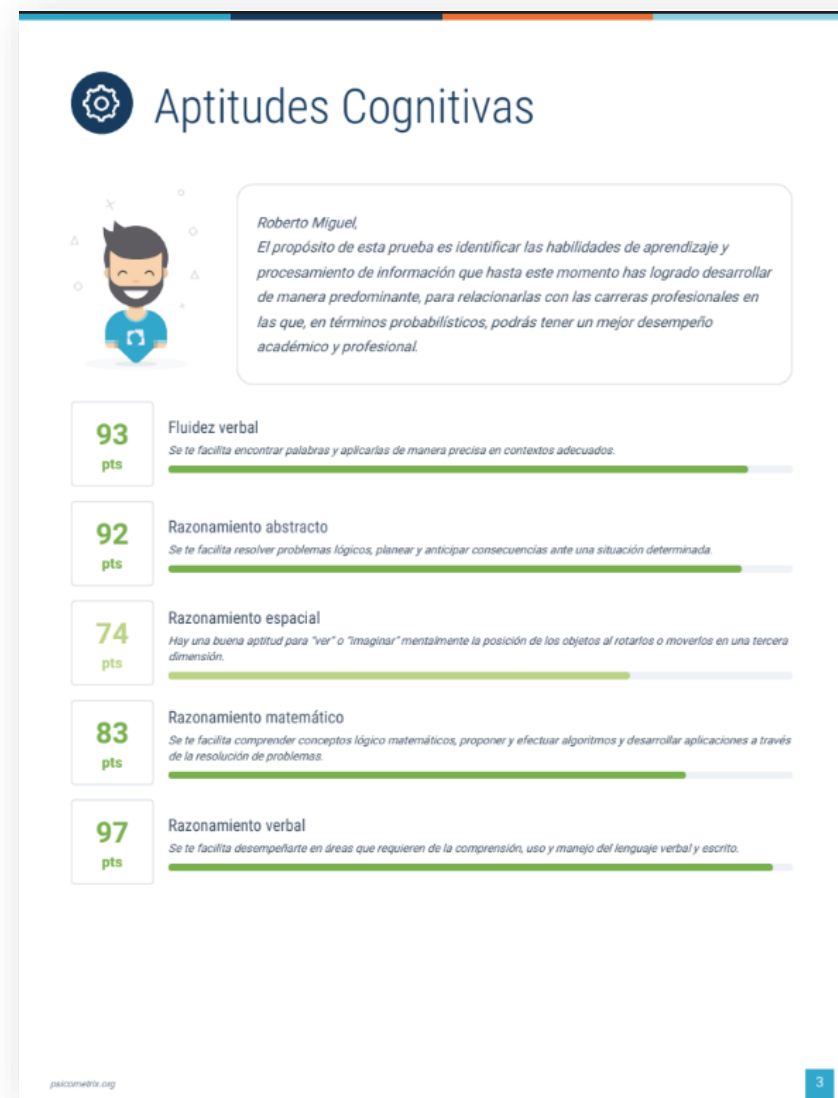 Aptitudes Cognitivas
Roberto Miguel,
El propósito de esta prueba es identificar las habilidades de aprendizaje y
procesamiento de información que hasta este momento has logrado desarrollar
de manera predominante, para relacionarlas con las carreras profesionales en
las que, en términos probabilísticos, podrás tener un mejor desempeño
académico y profesional.
93
pts
Fluidez verbal
Se te facilita encontrar palabras y aplicarlas de manera precisa en contextos adecuados.
92
pts
Razonamiento abstracto
Se te facilita resolver problemas lógicos, planear y anticipar consecuencias ante una situación determinada.
74
pts
Razonamiento espacial
Hay una buena aptitud para "ver" o "imaginar" mentalmente la posición de los objetos al rotarlos o moverlos en una tercera
dimensión.
83
pts
Razonamiento matemático
Se te facilita comprender conceptos lógico matemáticos, proponer y efectuar algoritmos y desarrollar aplicaciones a través
de la resolución de problemas.
97
pts
Razonamiento verbal
Se te facilita desempeñarte en áreas que requieren de la comprensión, uso y manejo del lenguaje verbal y escrito.
psicometrix.org
3